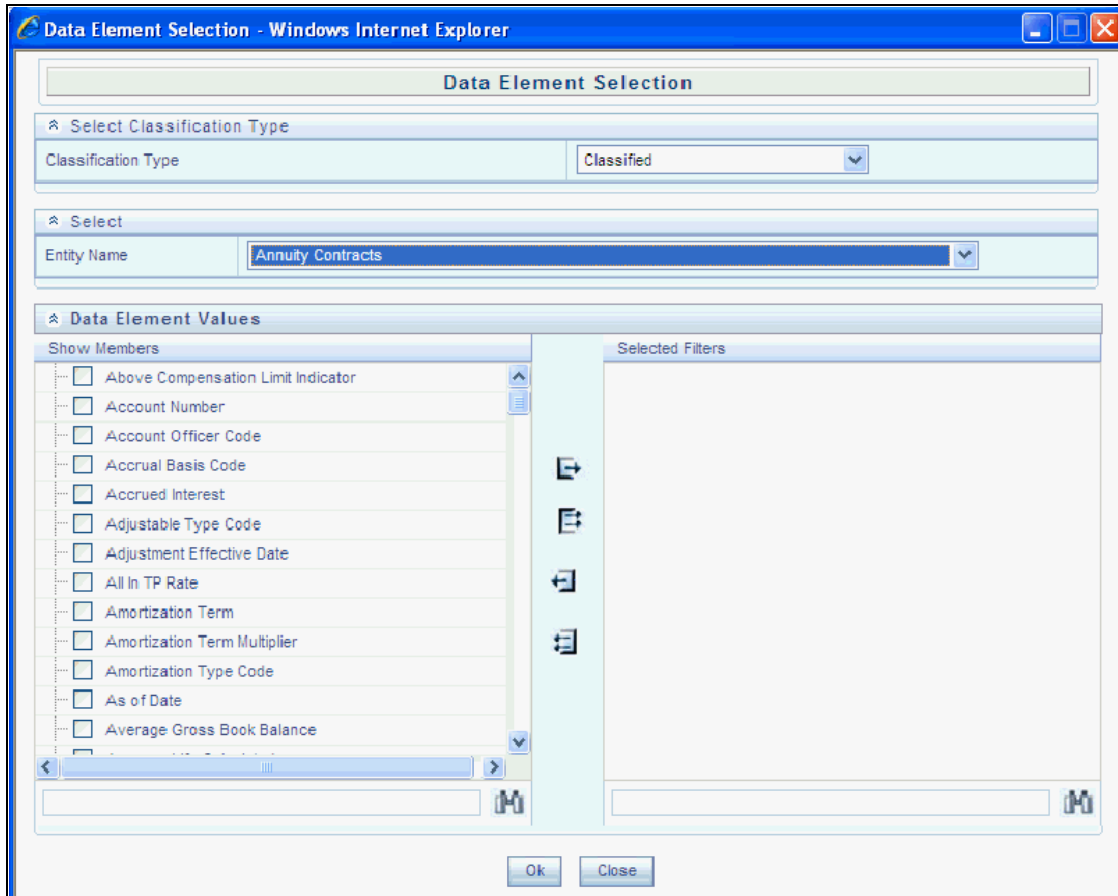 Data Element Selection - Windows Internet Explorer
Data Element Selection
Select Classification Type
Classification Type Classified
Select
Entity Name Annuity Contracts
Data Element Values
Show Members Selected Filters
Above Compensation Limit Indicator
Account Number
Account Officer Code
Accrual Basis Code
Accrued Interest
Adjustable Type Code
Adjustment Effective Date
All In TP Rate
Amortization Term
Amortization Term Multiplier
Amortization Type Code
As of Date
Average Gross Book Balance
Ok Close